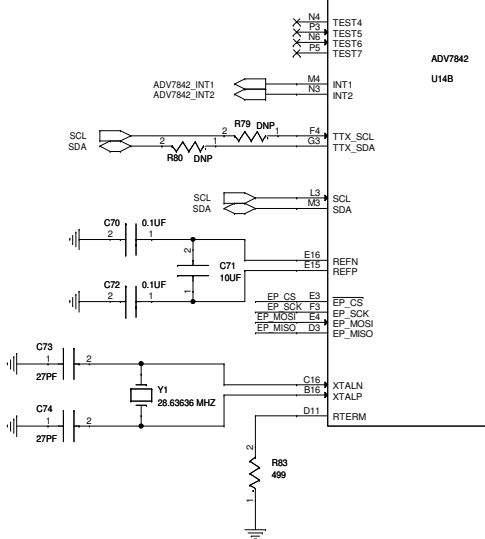 N4 TEST4
P3 TEST5
N6 TEST6
P5 TEST7
ADV7842
U14B
ADV7842_INT1 M4 INT1
ADV7842_INT2 N3 INT2
R79 DNP
SCL 2 1 F4 TTX_SCL
SDA 2 1 G3 TTX_SDA
R80 DNP
SCL L3 SCL
SDA M3 SDA
C70 0.1UF
2 1
2 C71 10UF 1
E16 REFN
E15 REFP
C72 0.1UF
2 1
EP_CS E3 EP_CS
EP_SCK F3 EP_SCK
EP_MOSI E4 EP_MOSI
EP_MISO D3 EP_MISO
C73
1 2
27PF
Y1
28.63636 MHZ
C16 XTALN
B16 XTALP
C74
1 2
27PF
D11 RTERM
2
R83
499
1